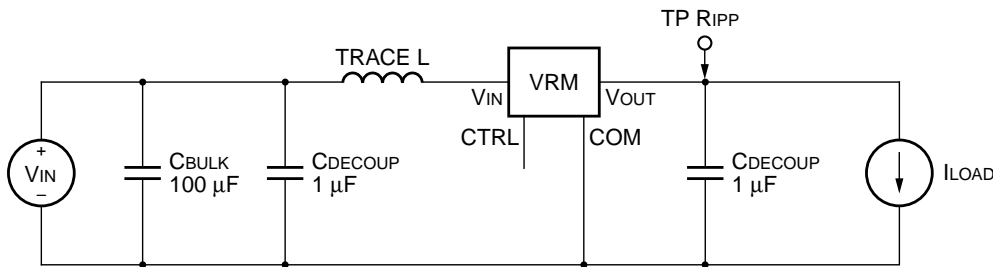 TP RIPP
TRACE L
VRM
VIN
VOUT
CTRL
COM
+
VIN
−
CBULK
100 µF
CDECOUP
1 µF
CDECOUP
1 µF
ILOAD